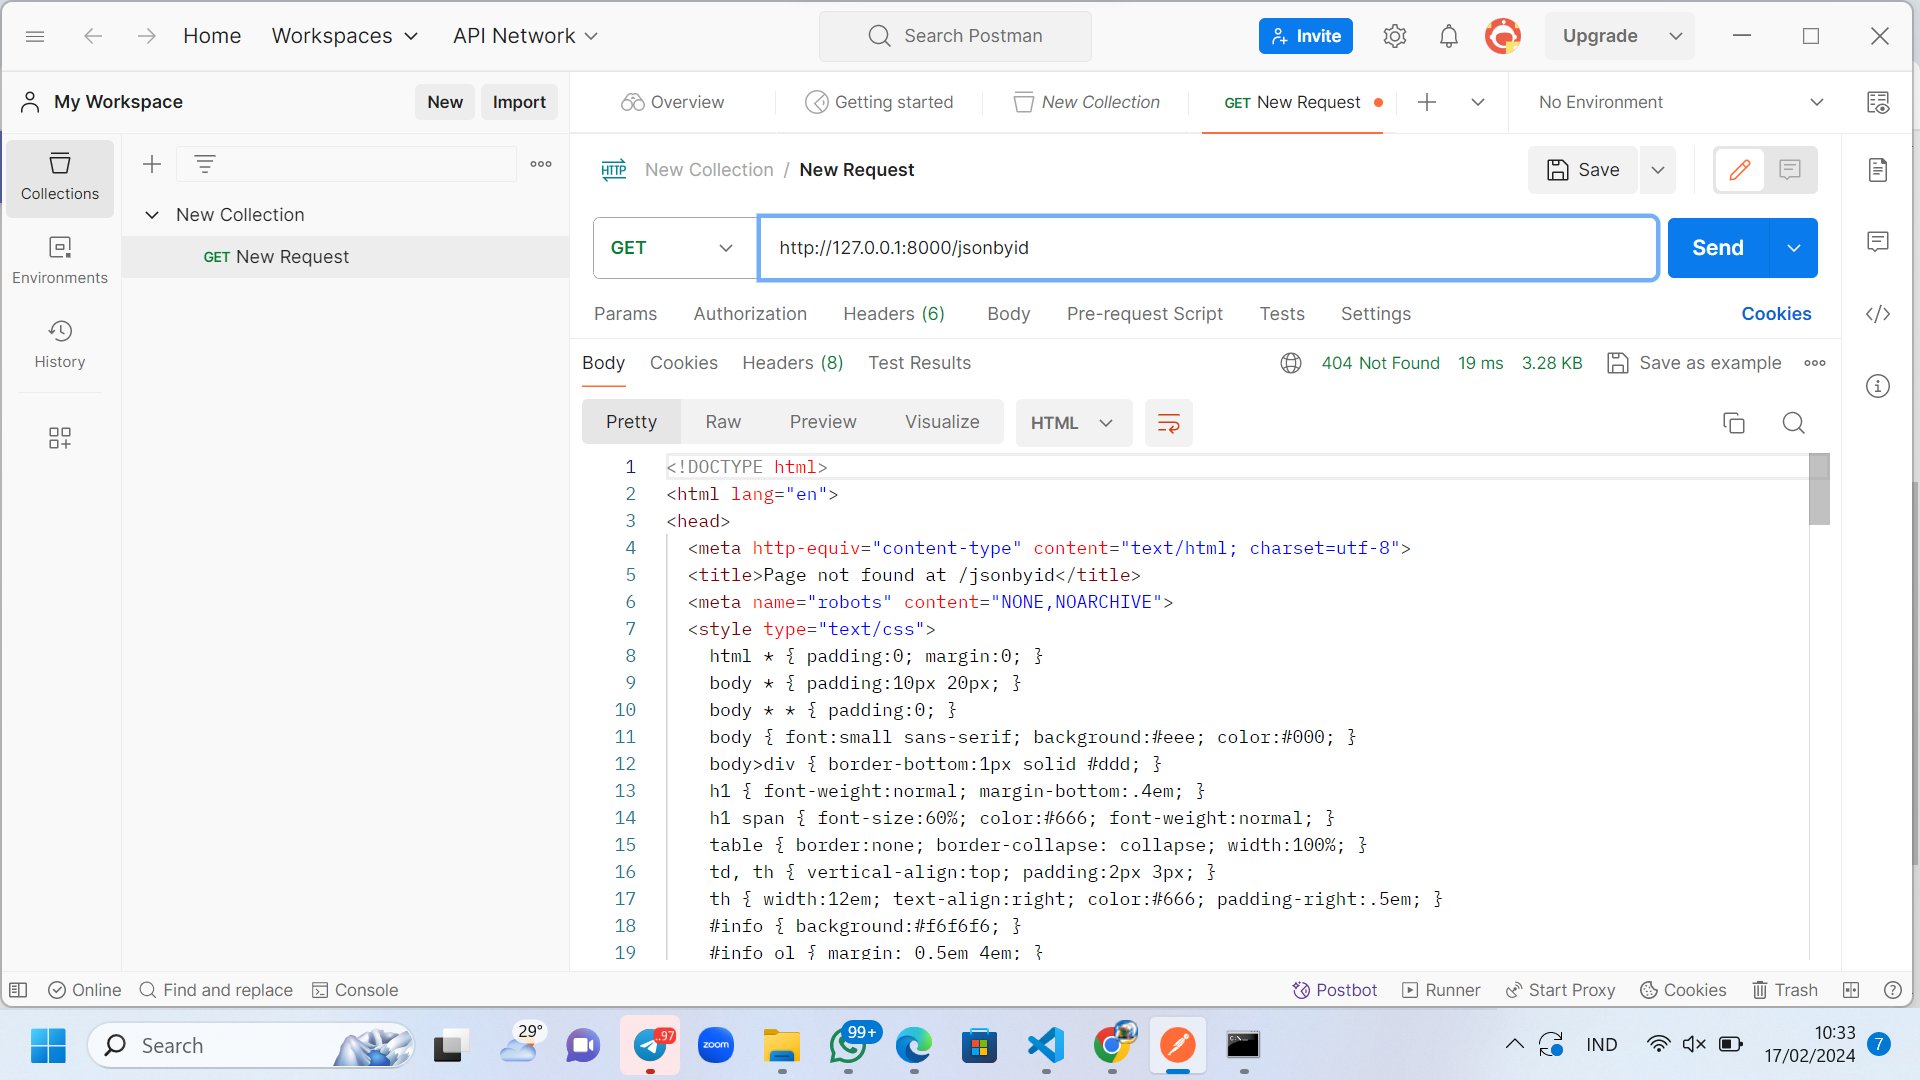 Home Workspaces API Network Search Postman Invite Upgrade
My Workspace New Import Overview Getting started New Collection GET New Request No Environment
Collections
Environments
History
New Collection
GET New Request
HTTP New Collection / New Request Save
GET http://127.0.0.1:8000/jsonbyid Send
Params Authorization Headers (6) Body Pre-request Script Tests Settings Cookies
Body Cookies Headers (8) Test Results 404 Not Found 19 ms 3.28 KB Save as example
Pretty Raw Preview Visualize HTML
1 <!DOCTYPE html>
2 <html lang="en">
3 <head>
4 <meta http-equiv="content-type" content="text/html; charset=utf-8">
5 <title>Page not found at /jsonbyid</title>
6 <meta name="robots" content="NONE,NOARCHIVE">
7 <style type="text/css">
8 html * { padding:0; margin:0; }
9 body * { padding:10px 20px; }
10 body * * { padding:0; }
11 body { font:small sans-serif; background:#eee; color:#000; }
12 body>div { border-bottom:1px solid #ddd; }
13 h1 { font-weight:normal; margin-bottom:.4em; }
14 h1 span { font-size:60%; color:#666; font-weight:normal; }
15 table { border:none; border-collapse: collapse; width:100%; }
16 td, th { vertical-align:top; padding:2px 3px; }
17 th { width:12em; text-align:right; color:#666; padding-right:.5em; }
18 #info { background:#f6f6f6; }
19 #info ol { margin: 0.5em 4em; }
Online Find and replace Console Postbot Runner Start Proxy Cookies Trash
Search 29° ..97 zoom 99+ IND 10:33 7
17/02/2024